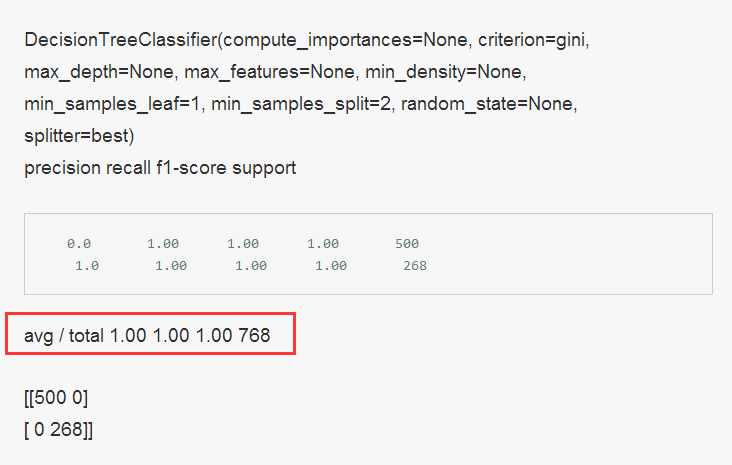 DecisionTreeClassifier(compute_importances=None, criterion=gini,
max_depth=None, max_features=None, min_density=None,
min_samples_leaf=1, min_samples_split=2, random_state=None,
splitter=best)
precision recall f1-score support
0.0 1.00 1.00 1.00 500
1.0 1.00 1.00 1.00 268
avg / total 1.00 1.00 1.00 768
[[500 0]
[ 0 268]]